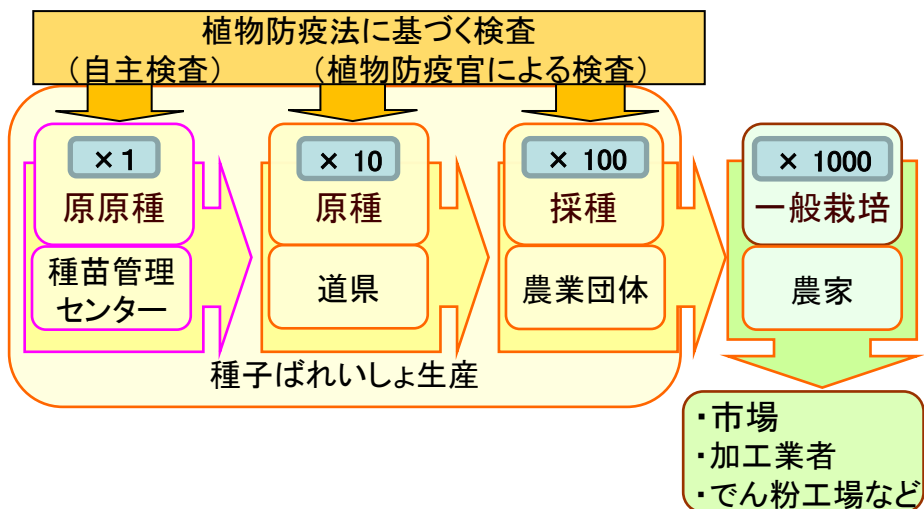 植物防疫法に基づく検査
（自主検査）　　（植物防疫官による検査）
×1
原原種
種苗管理
センター
× 10
原種
道県
× 100
採種
農業団体
× 1000
一般栽培
農家
種子ばれいしょ生産
・市場
・加工業者
・でん粉工場など